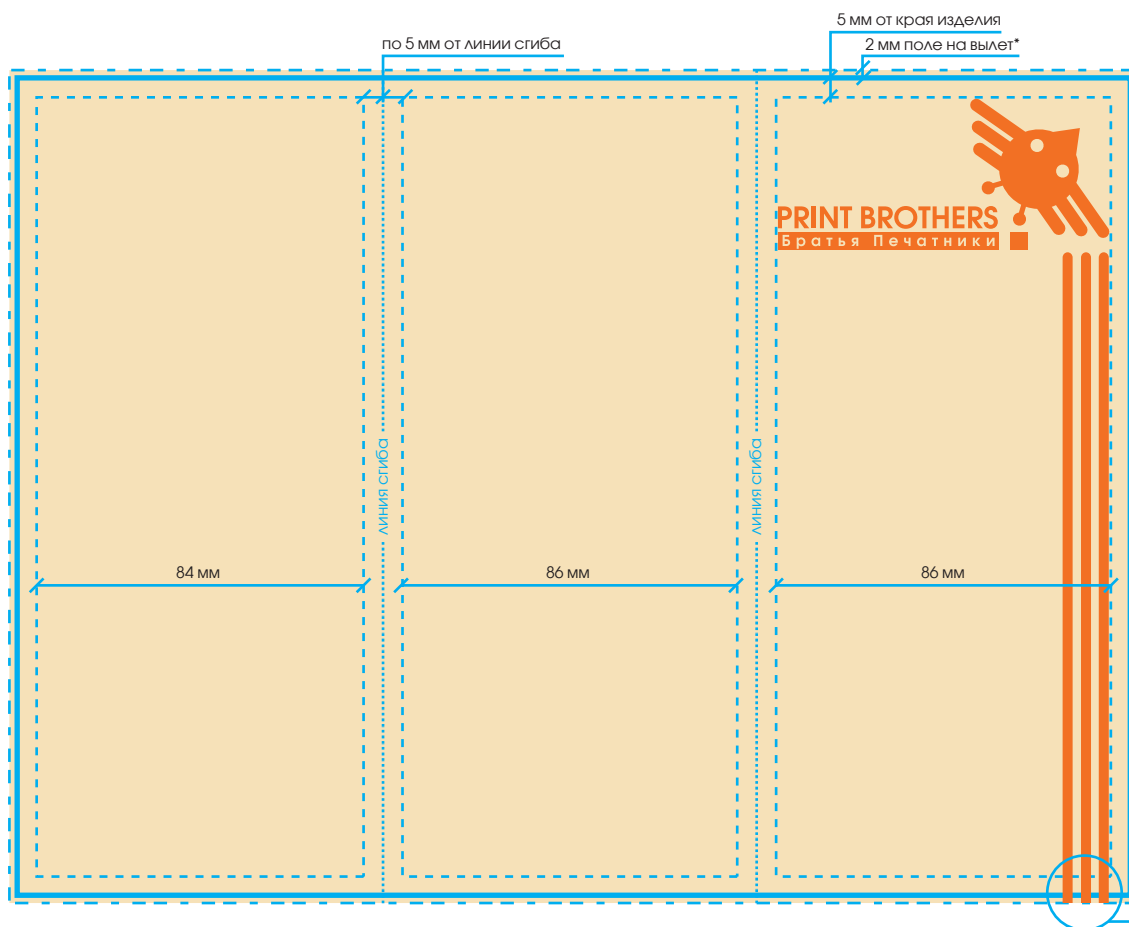 5 мм от края изделия
по 5 мм от линии сгиба
2 мм поле на вылет*
PRINT BROTHERS
Братья Печатники
линия сгиба
линия сгиба
84 мм
86 мм
86 мм